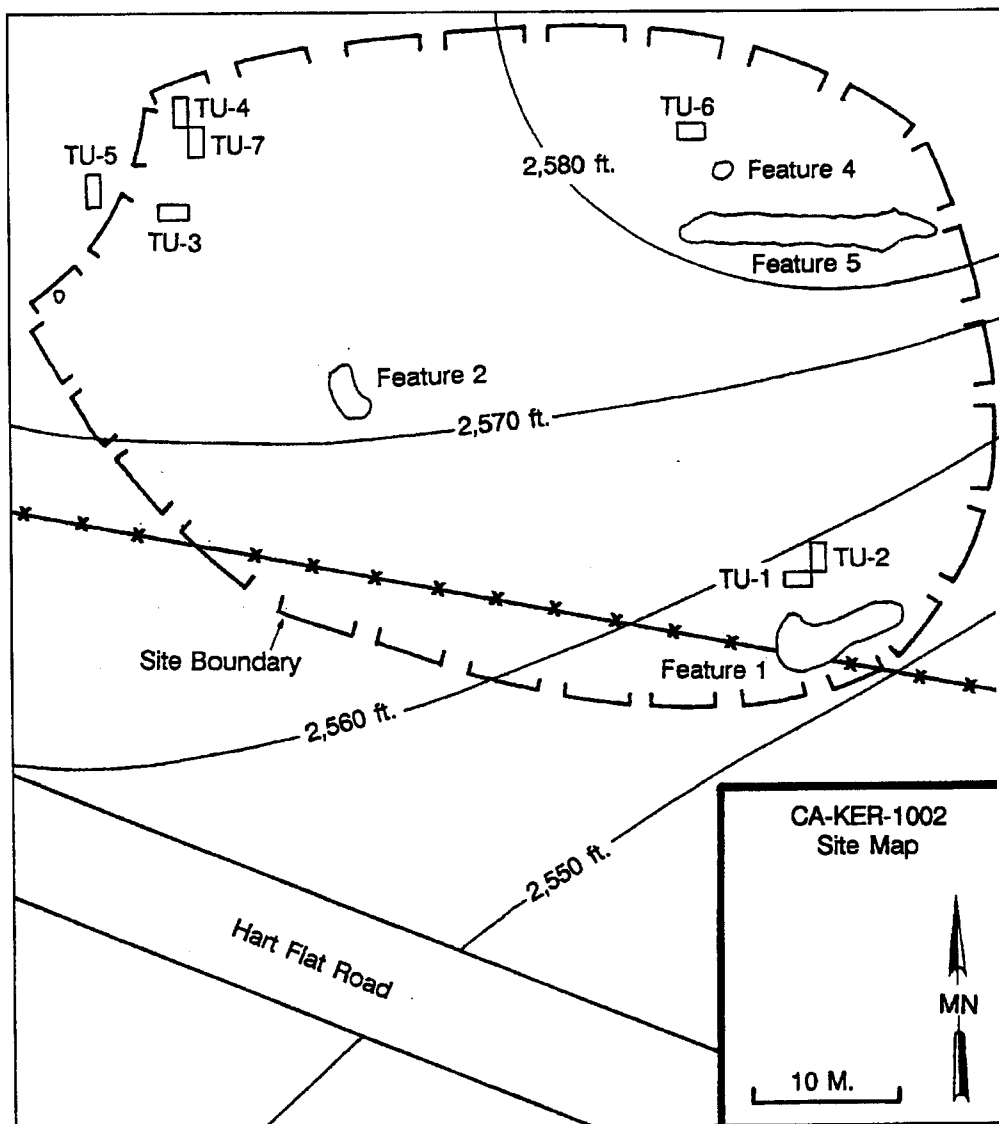 TU-4
TU-6
TU-7
TU-5
2,580 ft.
Feature 4
TU-3
Feature 5
Feature 2
2,570 ft.
TU-2
TU-1
Site Boundary
Feature 1
2,560 ft.
CA-KER-1002
Site Map
2,550 ft.
Hart Flat Road
MN
10 M.